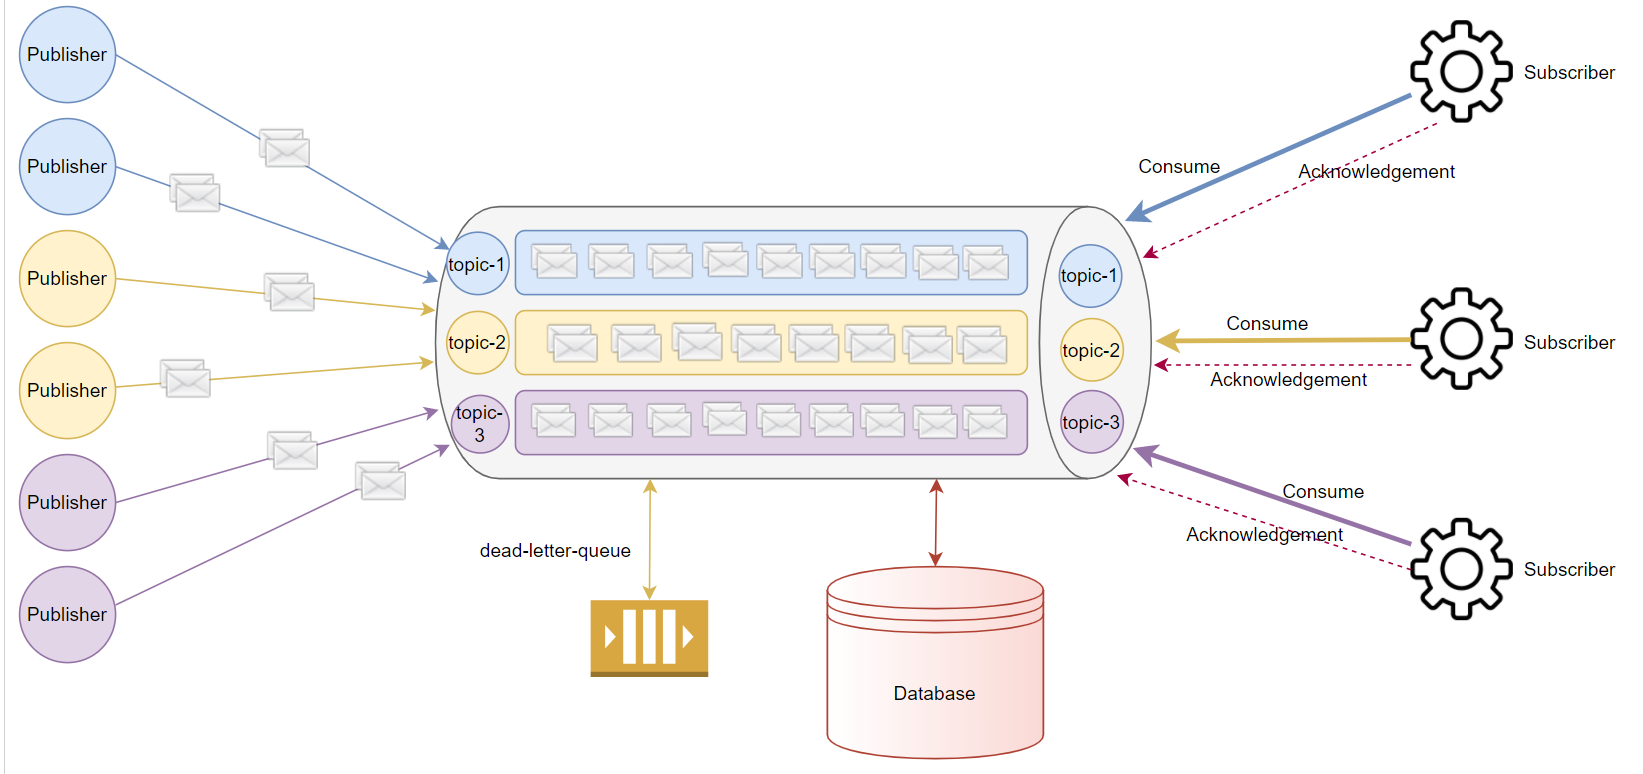 Publisher
Publisher
Publisher
Publisher
Publisher
Publisher
topic-1
topic-2
topic-
3
topic-1
topic-2
topic-3
Consume
Acknowledgement
Subscriber
Consume
Acknowledgement
Subscriber
Consume
Acknowledgement
Subscriber
dead-letter-queue
Database